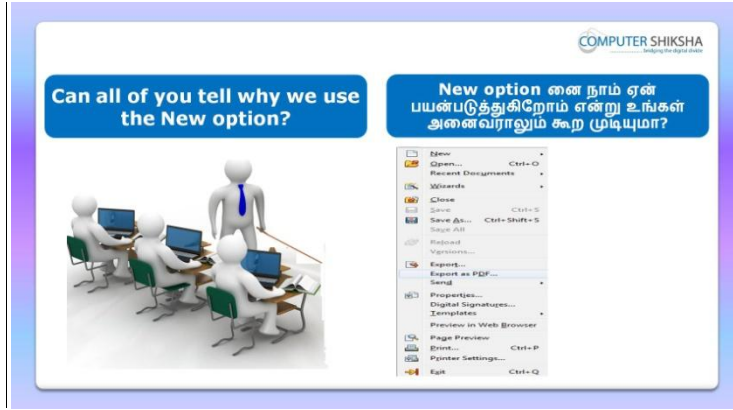 COMPUTER SHIKSHA
bridging the digital divide
Can all of you tell why we use
the New option?
New option னை நாம் ஏன்
பயன்படுத்துகிறோம் என்று உங்கள்
அனைவராலும் கூற முடியுமா?
New
Open... Ctrl+O
Recent Documents
Wizards
Close
Save Ctrl+S
Save As... Ctrl+Shift+S
Save All
Reload
Versions...
Export...
Export as PDF...
Send
Properties...
Digital Signatures...
Templates
Preview in Web Browser
Page Preview
Print... Ctrl+P
Printer Settings...
Exit Ctrl+Q